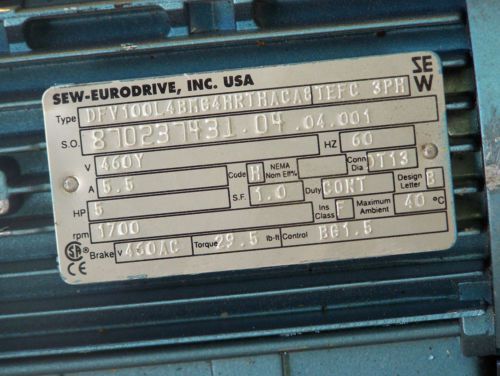 SEW-EURODRIVE, INC. USA
SEW
Type DFV100L4BMG4HRTHACAC TEFC 3PH
S.O. 870237431.04.04.001
V 460Y HZ 60
A 5.5 Code H NEMA Nom Eff% Conn Dia DT13
HP 5 S.F. 1.0 Duty CONT Design Letter B
rpm 1700 Ins Class F Maximum Ambient 40 °C
Brake V 460AC Torque 29.5 lb-ft Control BG1.5
CE